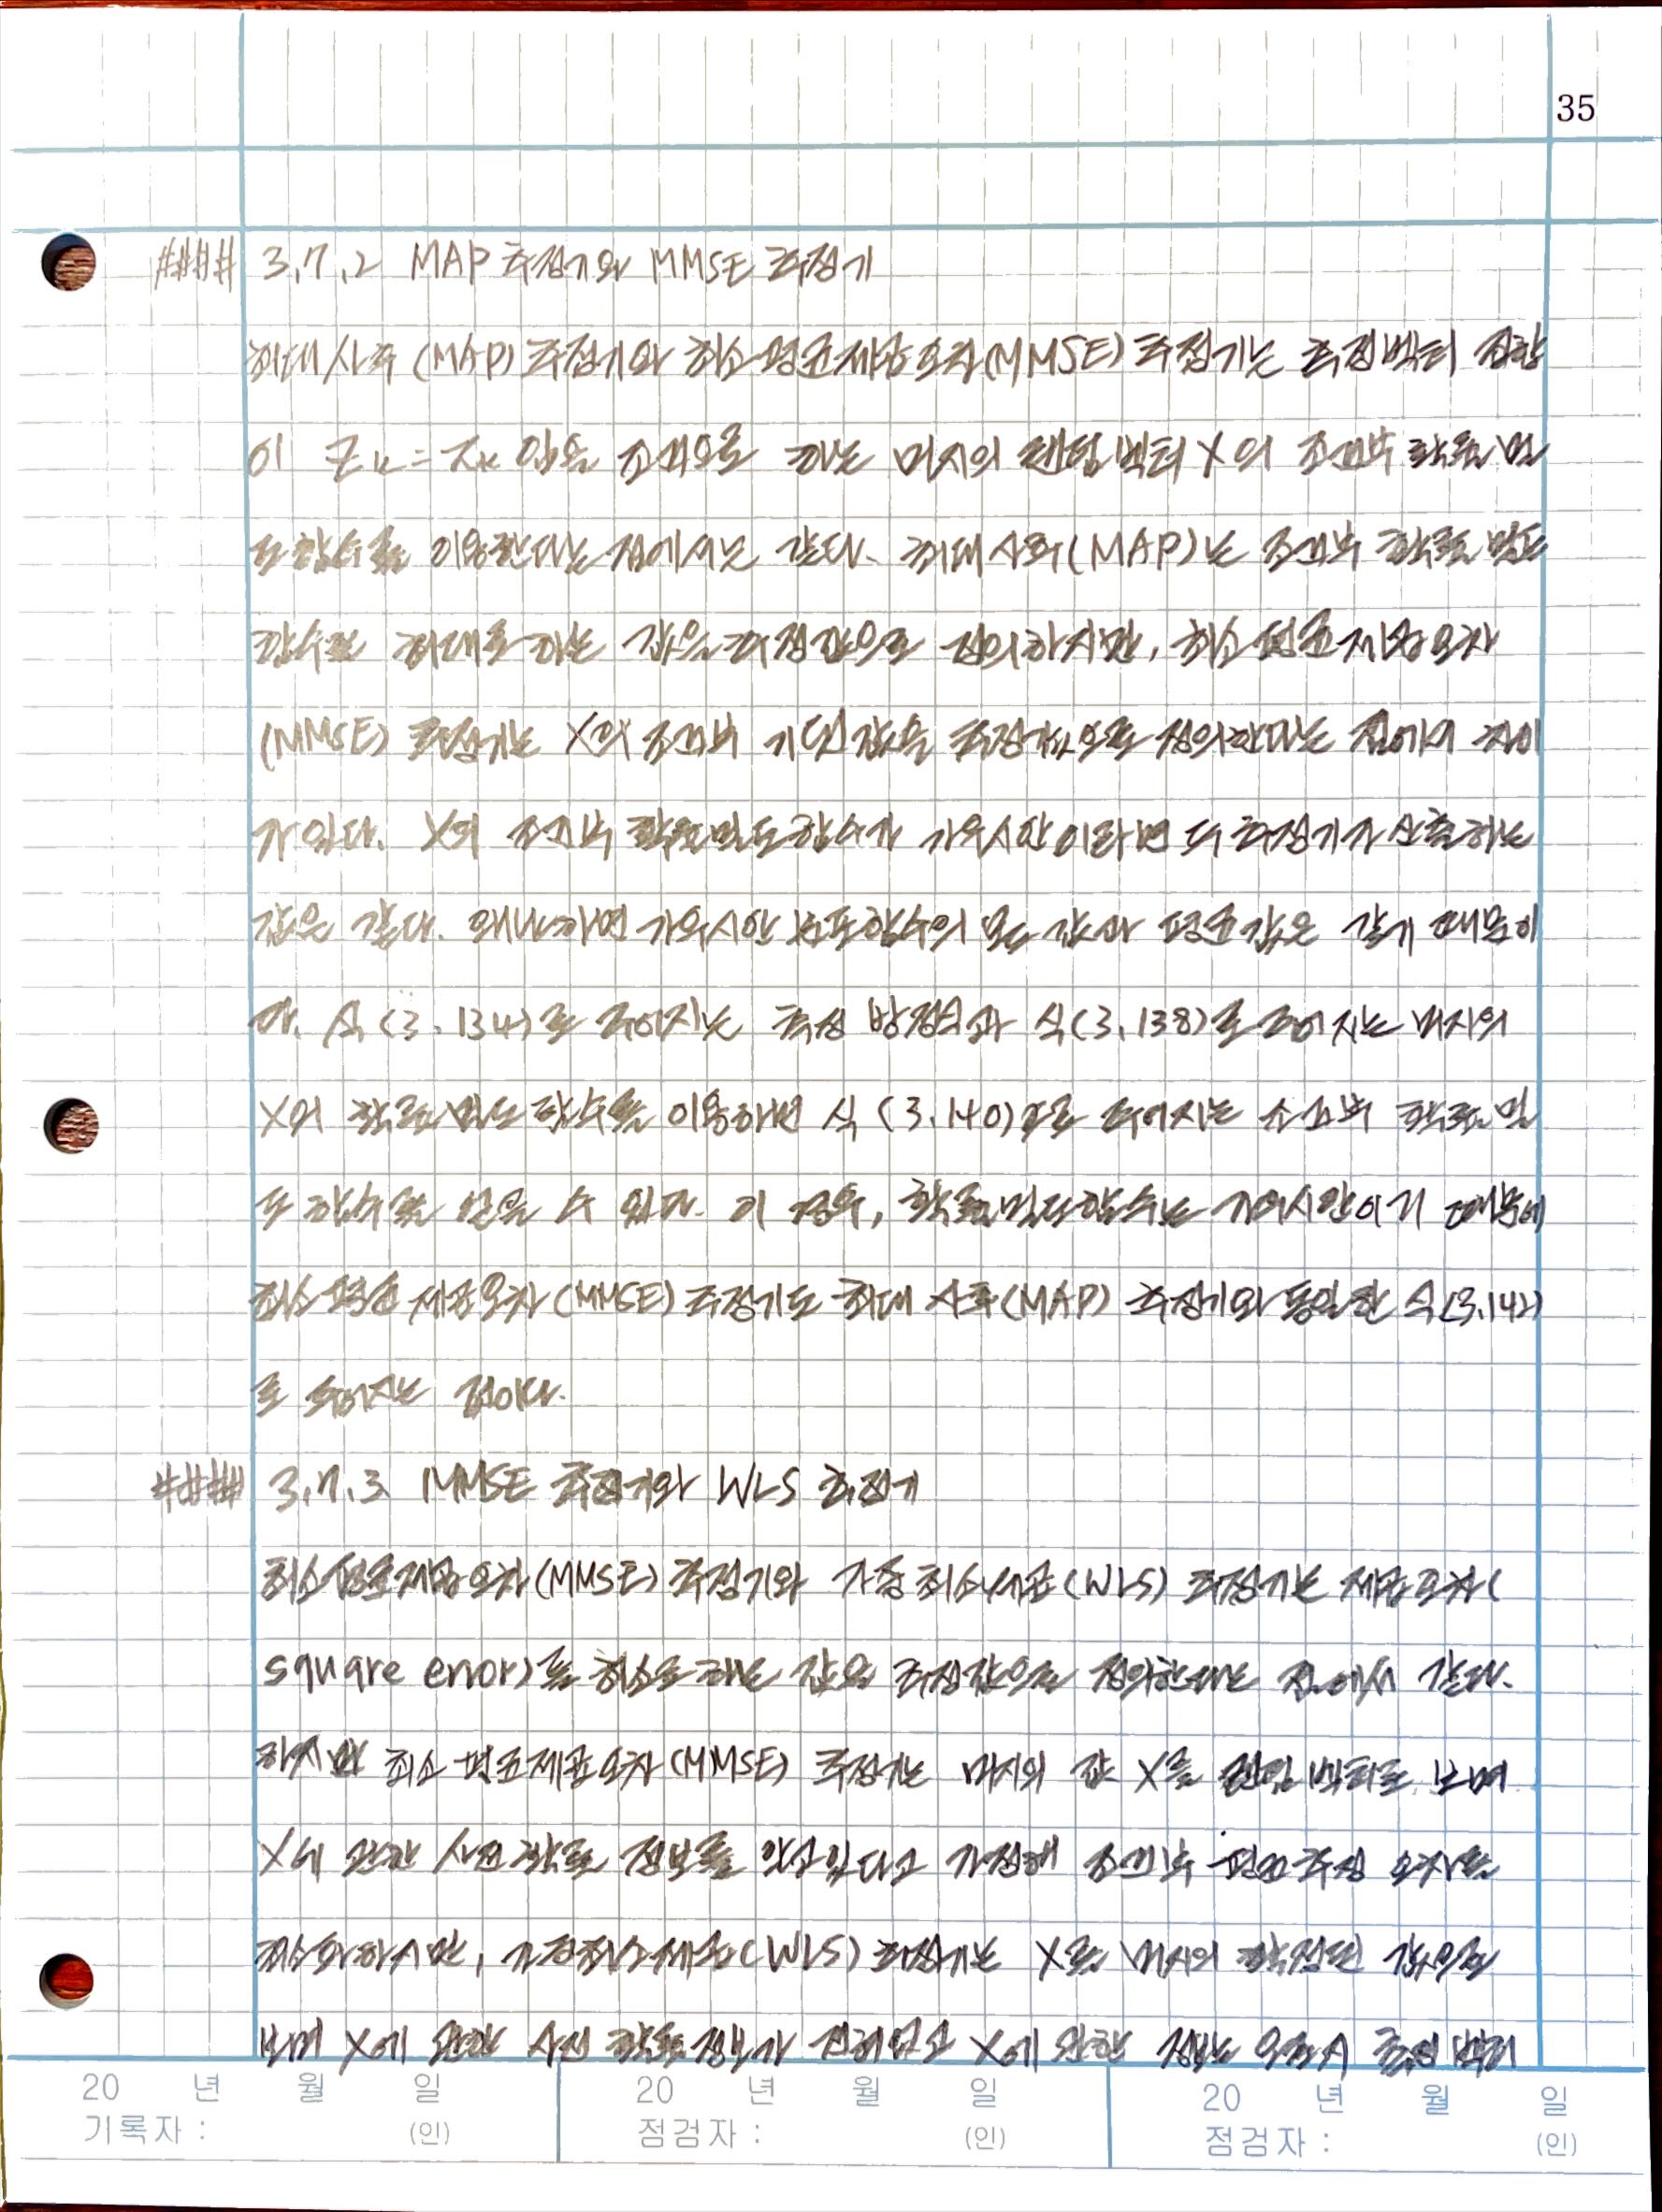 35
#### 3.7.2 MAP 추정기와 MMSE 추정기
최대사후(MAP) 추정기와 최소평균제곱오차(MMSE) 추정기는 측정벡터 집합
이 Zk=zk임을 조건으로 하는 미지의 랜덤 벡터 X의 조건부 확률 밀
도함수를 이용한다는 점에서는 같다. 최대사후(MAP)는 조건부 확률 밀도
함수를 최대로 하는 값을 추정값으로 정의하지만, 최소평균제곱오차
(MMSE) 추정기는 X의 조건부 기댓값을 추정값으로 정의한다는 점에서 차이
가 있다. X의 조건부 확률밀도함수가 가우시안이라면 두 추정기가 산출하는
값은 같다. 왜냐하면 가우시안 분포함수의 모드 값과 평균값은 같기 때문이
다. 식 (3.134)로 주어지는 측정 방정식과 식(3.138)로 주어지는 미지의
X의 확률 밀도 함수를 이용하면 식 (3.140)으로 주어지는 조건부 확률 밀
도 함수를 얻을 수 있다. 이 경우, 확률밀도함수는 가우시안이기 때문에
최소평균제곱오차(MMSE) 추정기도 최대 사후(MAP) 추정기와 동일한 식(3.142)
로 주어지는 것이다.
#### 3.7.3 MMSE 추정기와 WLS 추정기
최소평균제곱오차(MMSE) 추정기와 가중최소제곱(WLS) 추정기는 제곱오차(
square error)를 최소로 하는 값을 추정값으로 정의한다는 점에서 같다.
하지만 최소 평균제곱오차(MMSE) 추정기는 미지의 값 X를 랜덤 벡터로 보며
X에 관한 사전 확률 정보를 갖고있다고 가정해 조건부 평균추정 오차를
최소화하지만, 가중최소제곱(WLS) 추정기는 X를 미지의 확정된 값으로
보며 X에 관한 사전 확률정보가 전혀없고 X에 관한 정보는 오로지 측정 벡터
20 년 월 일 20 년 월 일 20 년 월 일
기록자 : (인) 점검자 : (인) 점검자 : (인)